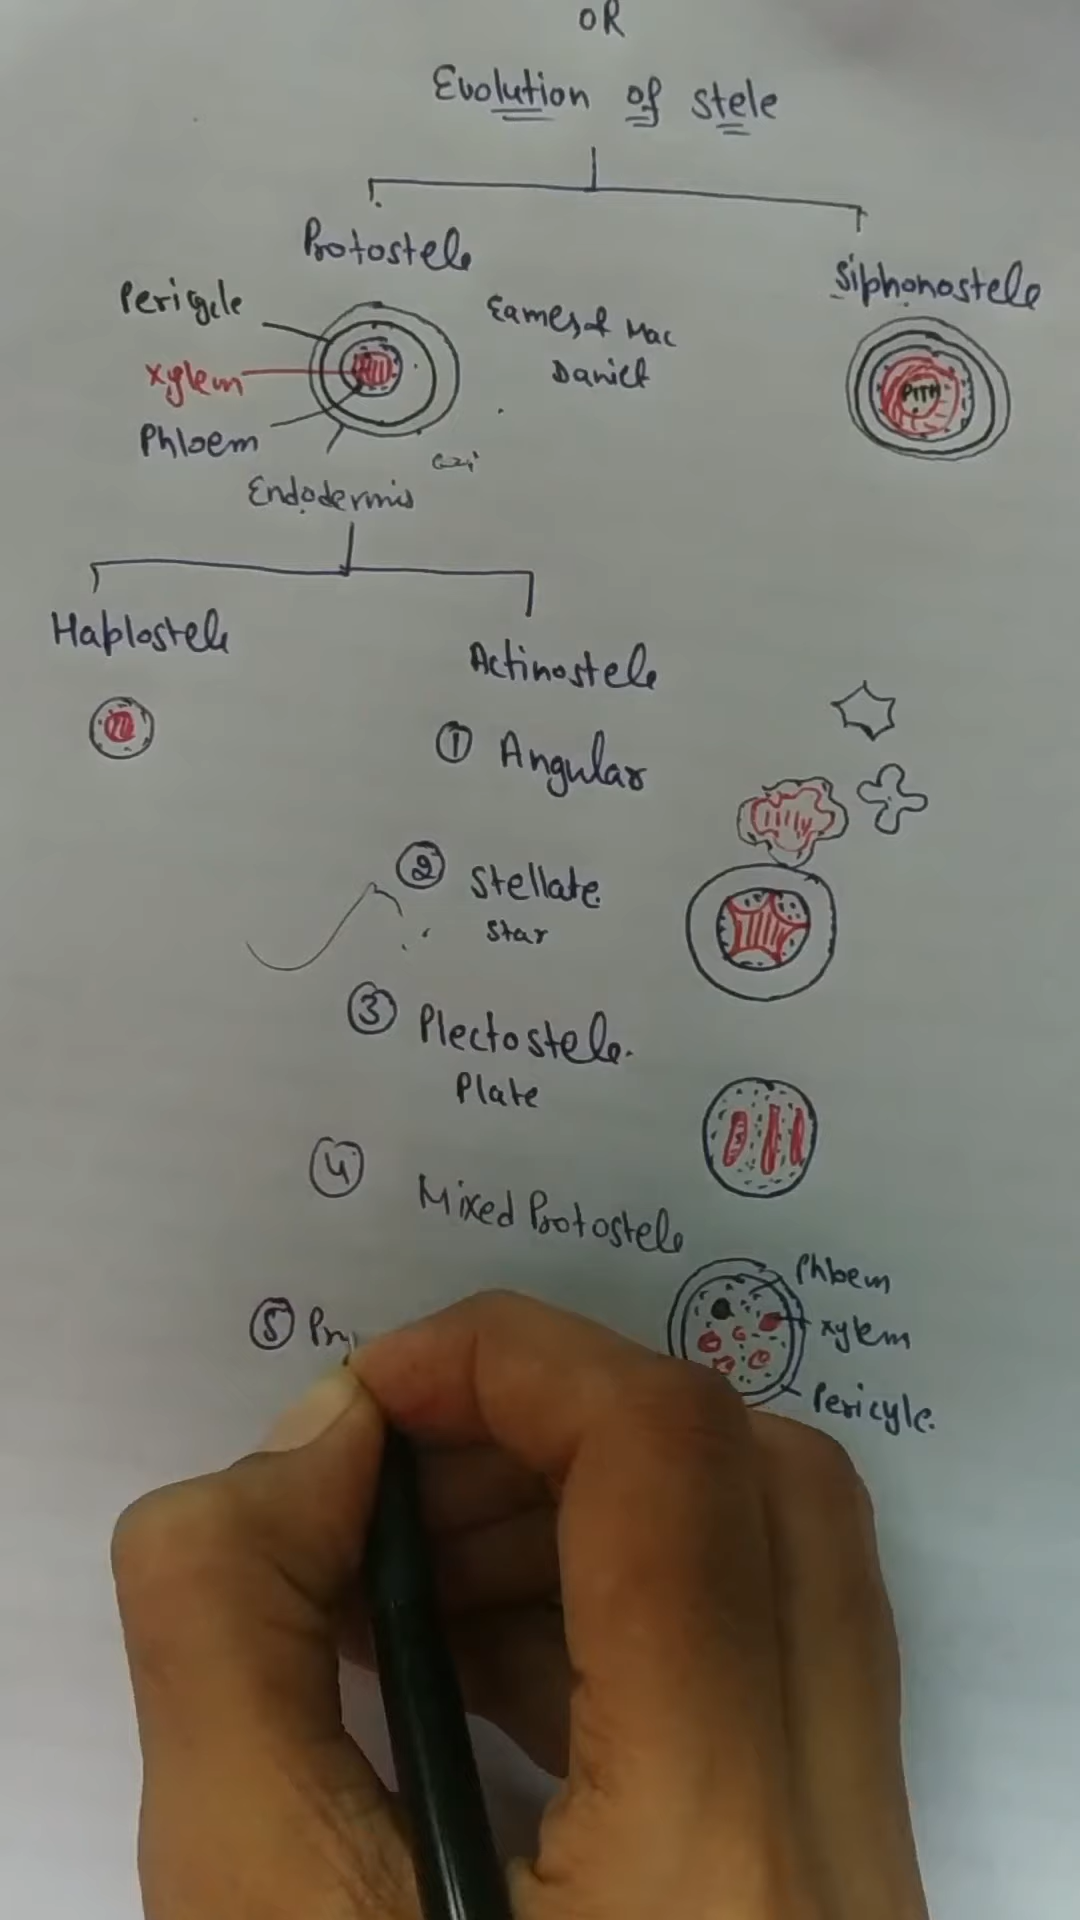 OR
Evolution of stele
Protostele
Siphonostele
Pericycle
Eames & Mac
Daniel
xylem
PITH
Phloem
Endodermis
Haplostele
Actinostele
① Angular
② Stellate
Star
③ Plectostele
Plate
④ Mixed Protostele
Phloem
xylem
Pericyle
⑤